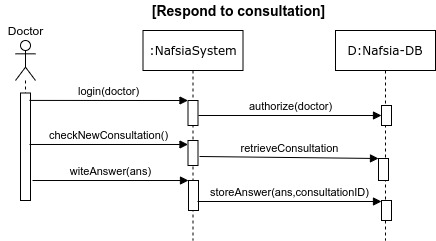 [Respond to consultation]
Doctor
:NafsiaSystem
D:Nafsia-DB
login(doctor)
authorize(doctor)
checkNewConsultation()
retrieveConsultation
witeAnswer(ans)
storeAnswer(ans,consultationID)